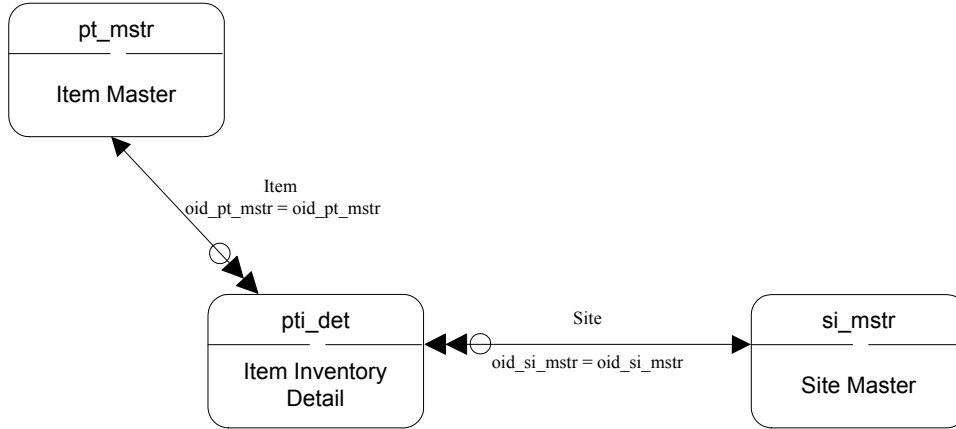 pt_mstr
Item Master
Item
oid_pt_mstr = oid_pt_mstr
pti_det
Item Inventory
Detail
Site
oid_si_mstr = oid_si_mstr
si_mstr
Site Master